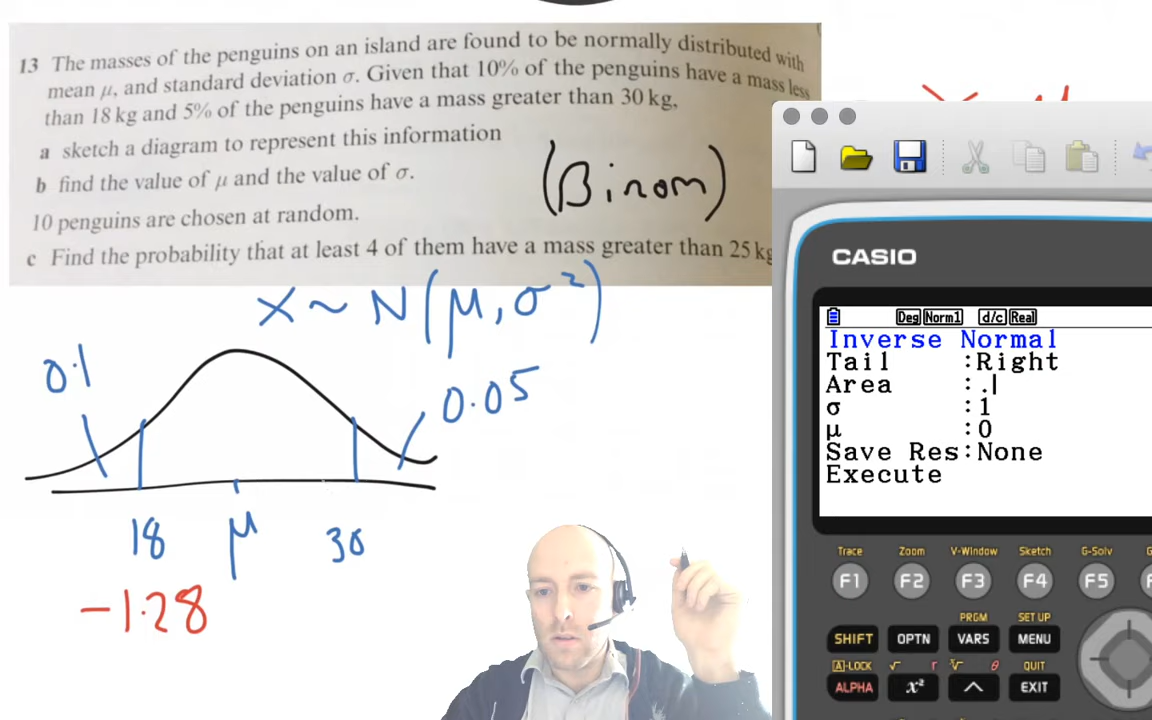 13 The masses of the penguins on an island are found to be normally distributed with
mean μ, and standard deviation σ. Given that 10% of the penguins have a mass less
than 18 kg and 5% of the penguins have a mass greater than 30 kg,
a sketch a diagram to represent this information
b find the value of μ and the value of σ.
(Binom)
10 penguins are chosen at random.
c Find the probability that at least 4 of them have a mass greater than 25 kg
X ~ N(μ, σ²)
0.1
0.05
18 μ 30
-1.28
CASIO
Deg Norm1 d/c Real
Inverse Normal
Tail :Right
Area :.
σ :1
μ :0
Save Res:None
Execute
Trace Zoom V-Window Sketch G-Solv
F1 F2 F3 F4 F5
PRGM SET UP
SHIFT OPTN VARS MENU
A-LOCK √ r θ QUIT
ALPHA x² ^ EXIT